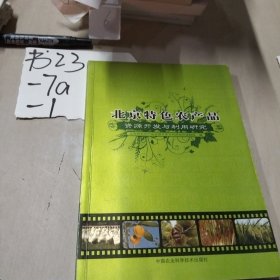 书23
-7a
-1
北京特色农产品
资源开发与利用研究
中国农业科学技术出版社